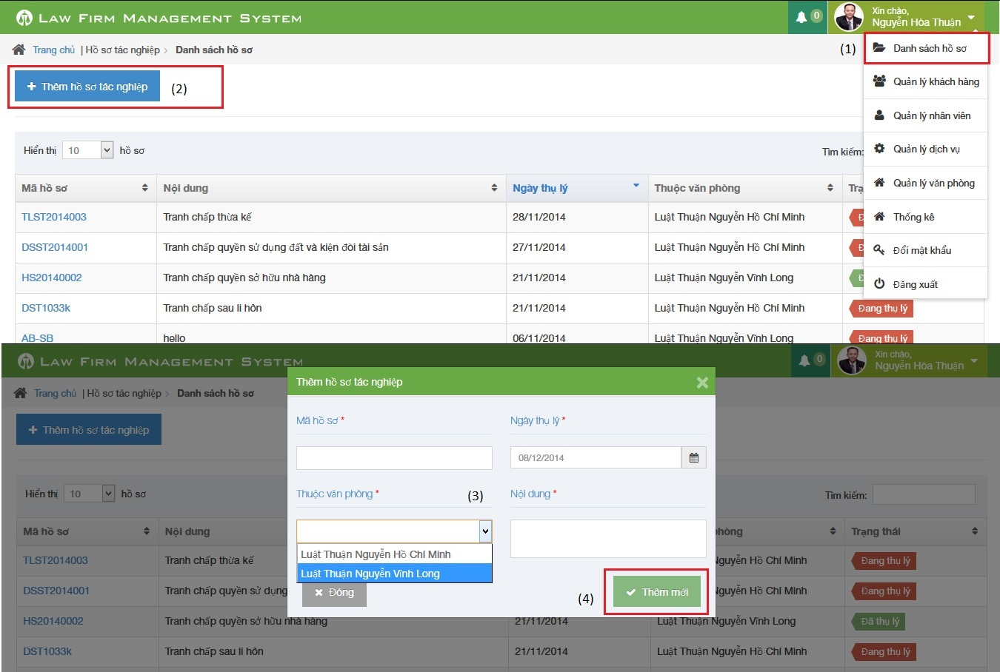 LAW FIRM MANAGEMENT SYSTEM
0
Xin chào,
Nguyễn Hòa Thuận
Trang chủ | Hồ sơ tác nghiệp > Danh sách hồ sơ
(1)
Danh sách hồ sơ
Quản lý khách hàng
Quản lý nhân viên
Quản lý dịch vụ
Quản lý văn phòng
Thống kê
Đổi mật khẩu
Đăng xuất
+ Thêm hồ sơ tác nghiệp
(2)
Hiển thị 10 hồ sơ
Tìm kiếm:
Mã hồ sơ Nội dung Ngày thụ lý Thuộc văn phòng
TLST2014003 Tranh chấp thừa kế 28/11/2014 Luật Thuận Nguyễn Hồ Chí Minh
DSST2014001 Tranh chấp quyền sử dụng đất và kiện đòi tài sản 27/11/2014 Luật Thuận Nguyễn Hồ Chí Minh
HS20140002 Tranh chấp quyền sở hữu nhà hàng 21/11/2014 Luật Thuận Nguyễn Vĩnh Long
DST1033k Tranh chấp sau li hôn 21/11/2014 Luật Thuận Nguyễn Hồ Chí Minh Đang thụ lý
AB-SB hello 06/11/2014 Luật Thuận Nguyễn Vĩnh Long Đang thụ lý
LAW FIRM MANAGEMENT SYSTEM
0
Xin chào,
Nguyễn Hòa Thuận
Trang chủ | Hồ sơ tác nghiệp > Danh sách hồ sơ
+ Thêm hồ sơ tác nghiệp
Hiển thị 10 hồ sơ
Tìm kiếm:
Mã hồ sơ Nội dung Trạng thái
TLST2014003 Tranh chấp thừa kế Đang thụ lý
DSST2014001 Tranh chấp quyền sử dụng Đang thụ lý
HS20140002 Tranh chấp quyền sở hữu nhà hàng 21/11/2014 Luật Thuận Nguyễn Vĩnh Long Đã thụ lý
DST1033k Tranh chấp sau li hôn 21/11/2014 Luật Thuận Nguyễn Hồ Chí Minh Đang thụ lý
Thêm hồ sơ tác nghiệp
Mã hồ sơ *
Ngày thụ lý *
08/12/2014
Thuộc văn phòng *
(3)
Nội dung *
Luật Thuận Nguyễn Hồ Chí Minh
Luật Thuận Nguyễn Vĩnh Long
Đóng
(4)
Thêm mới